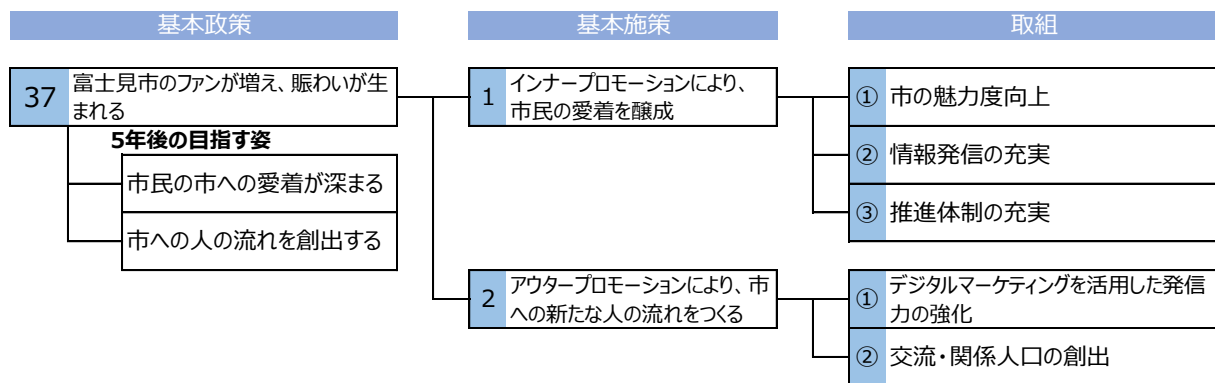 基本政策
基本施策
取組
37
富士見市のファンが増え、賑わいが生
まれる
5年後の目指す姿
市民の市への愛着が深まる
市への人の流れを創出する
1
インナープロモーションにより、
市民の愛着を醸成
① 市の魅力度向上
② 情報発信の充実
③ 推進体制の充実
2
アウタープロモーションにより、市
への新たな人の流れをつくる
①
デジタルマーケティングを活用した発信
力の強化
② 交流・関係人口の創出